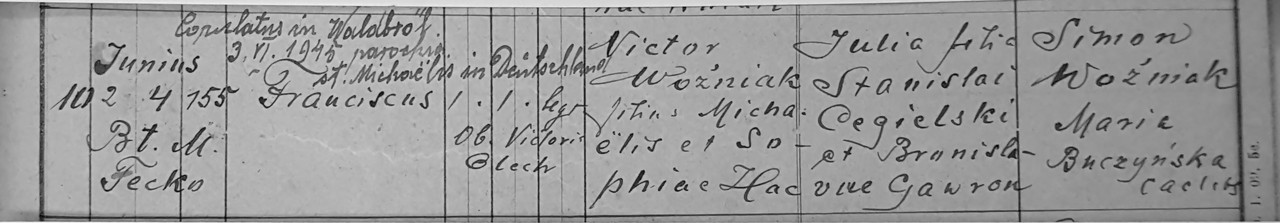 Copulatus in Waldbröl
3. VI. 1945 paroch.
st. Michaëlis in Deutschland
Junius
10 2 4 155 Franciscus 1 . 1 . leg.
Bt. M.
Fecko
Ob. Victoris
Olech
Victor
Woźniak
filius Micha-
ëlis et So-
phiae Hac
Julia filia
Stanislai
Cegielski
et Bronisla-
vae Gawron
Simon
Woźniak
Maria
Buczyńska
caelebs